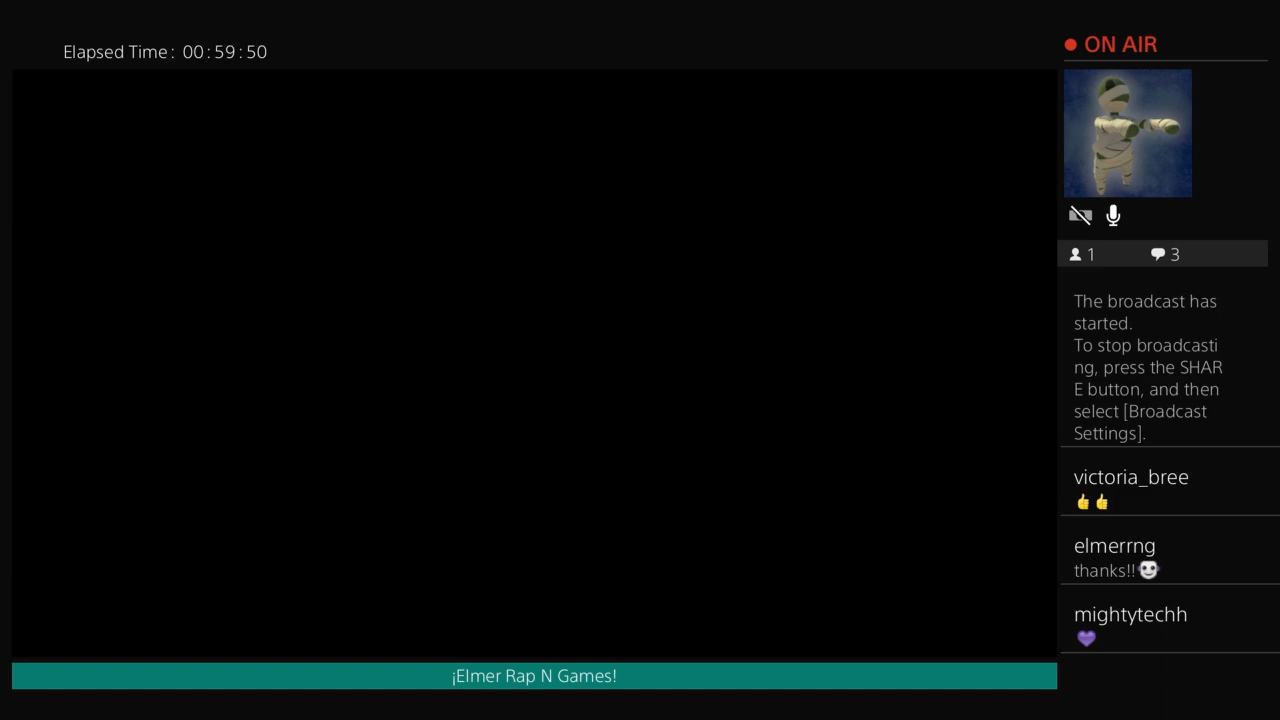 Elapsed Time: 00:59:50
ON AIR
1 3
The broadcast has
started.
To stop broadcasti
ng, press the SHAR
E button, and then
select [Broadcast
Settings].
victoria_bree
👍👍
elmerrng
thanks!!
mightytechh
💜
¡Elmer Rap N Games!